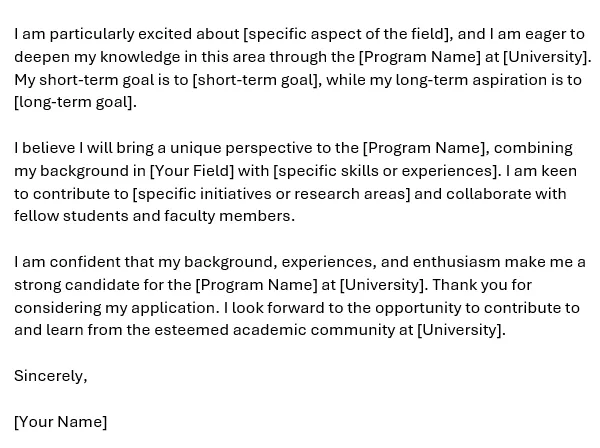 I am particularly excited about [specific aspect of the field], and I am eager to
deepen my knowledge in this area through the [Program Name] at [University].
My short-term goal is to [short-term goal], while my long-term aspiration is to
[long-term goal].
I believe I will bring a unique perspective to the [Program Name], combining
my background in [Your Field] with [specific skills or experiences]. I am keen
to contribute to [specific initiatives or research areas] and collaborate with
fellow students and faculty members.
I am confident that my background, experiences, and enthusiasm make me a
strong candidate for the [Program Name] at [University]. Thank you for
considering my application. I look forward to the opportunity to contribute to
and learn from the esteemed academic community at [University].
Sincerely,
[Your Name]